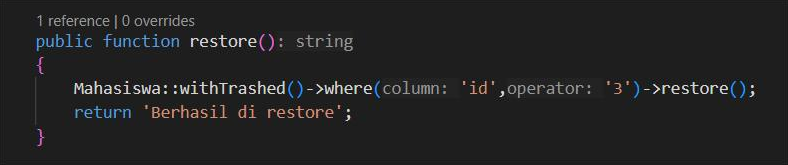 1 reference | 0 overrides
public function restore(): string
{
    Mahasiswa::withTrashed()->where(column: 'id',operator: '3')->restore();
    return 'Berhasil di restore';
}